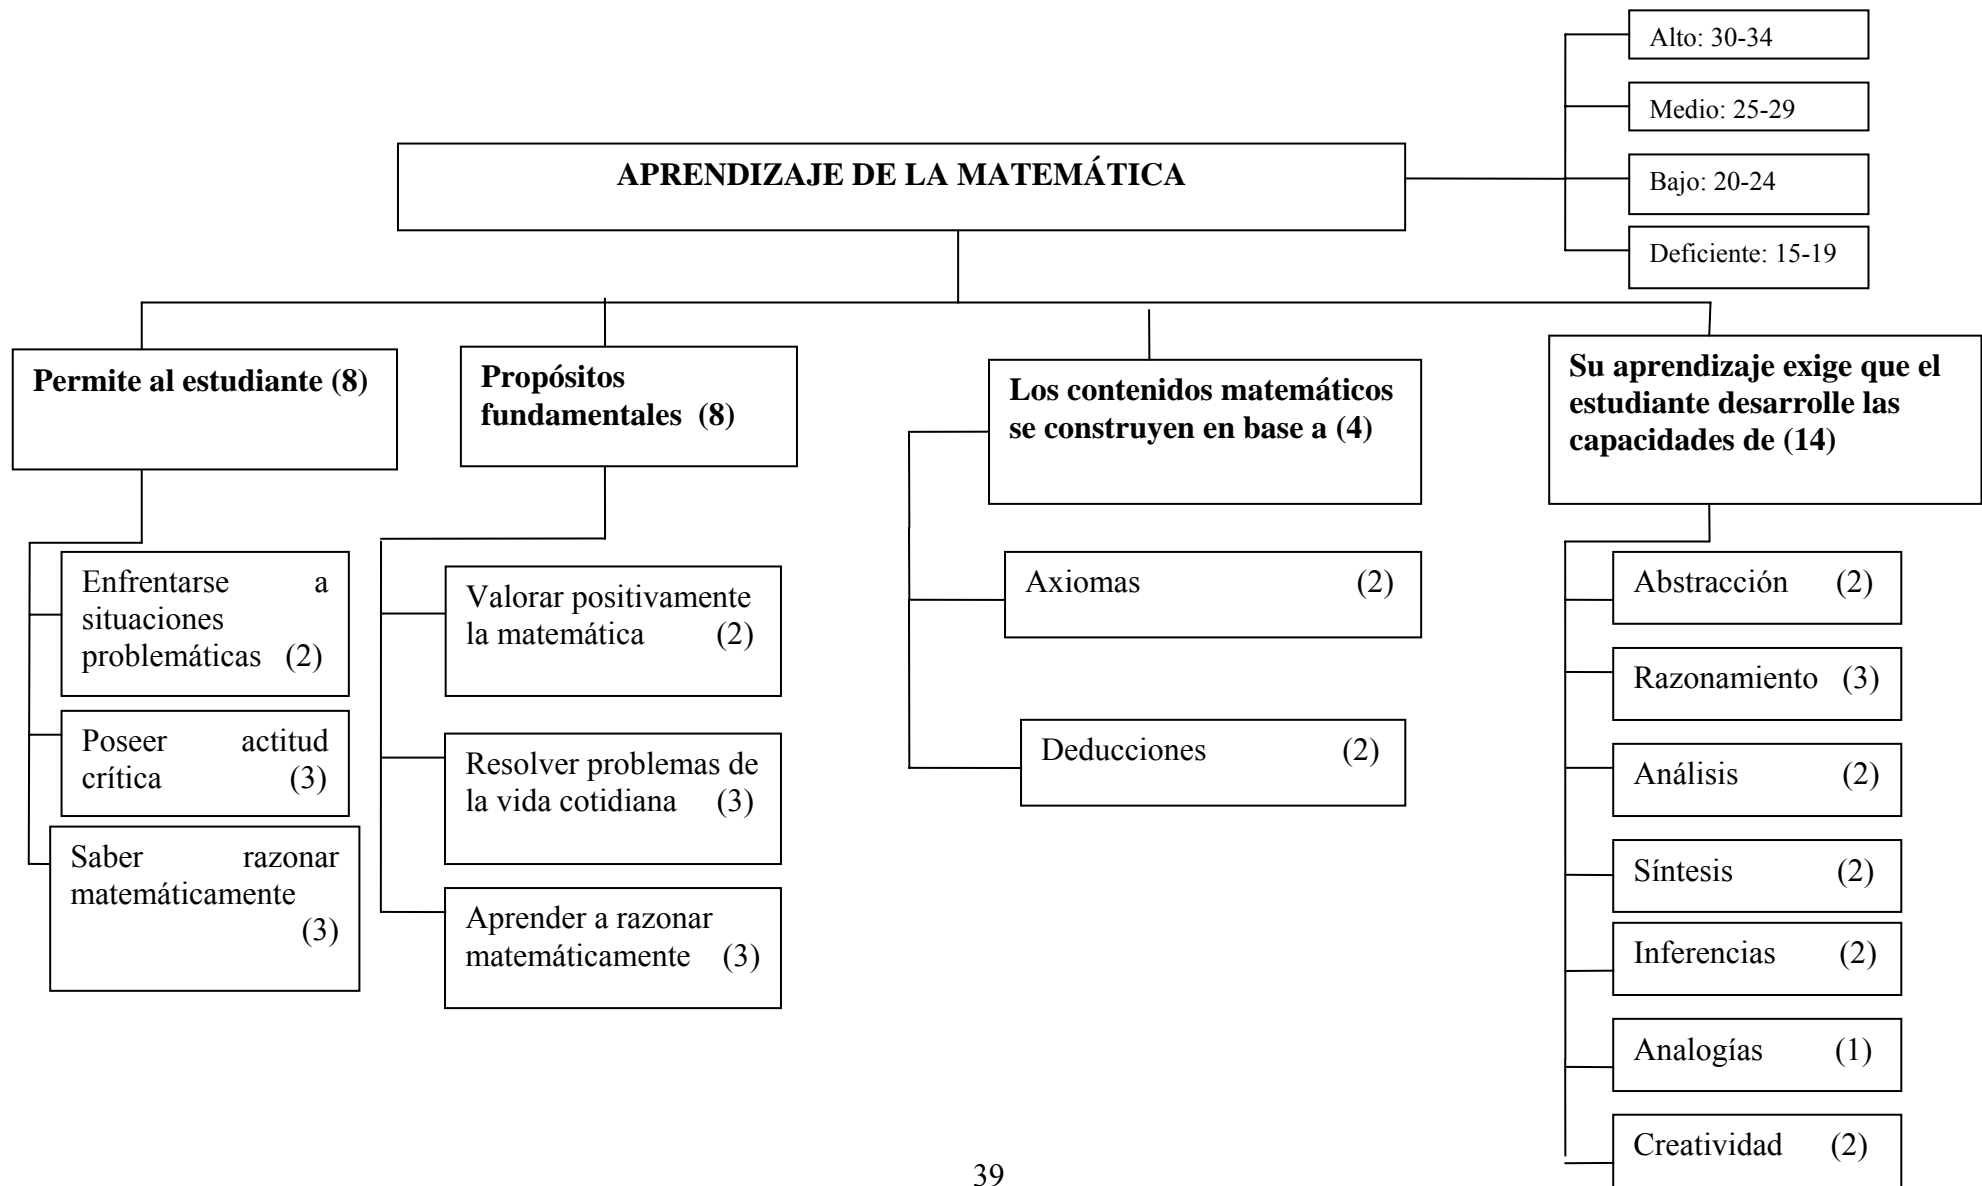 Alto: 30-34
Medio: 25-29
Bajo: 20-24
Deficiente: 15-19
APRENDIZAJE DE LA MATEMÁTICA
Permite al estudiante (8)
Enfrentarse a
situaciones
problemáticas (2)
Poseer actitud
crítica (3)
Saber razonar
matemáticamente
(3)
Propósitos
fundamentales (8)
Valorar positivamente
la matemática (2)
Resolver problemas de
la vida cotidiana (3)
Aprender a razonar
matemáticamente (3)
Los contenidos matemáticos
se construyen en base a (4)
Axiomas (2)
Deducciones (2)
Su aprendizaje exige que el
estudiante desarrolle las
capacidades de (14)
Abstracción (2)
Razonamiento (3)
Análisis (2)
Síntesis (2)
Inferencias (2)
Analogías (1)
Creatividad (2)
39